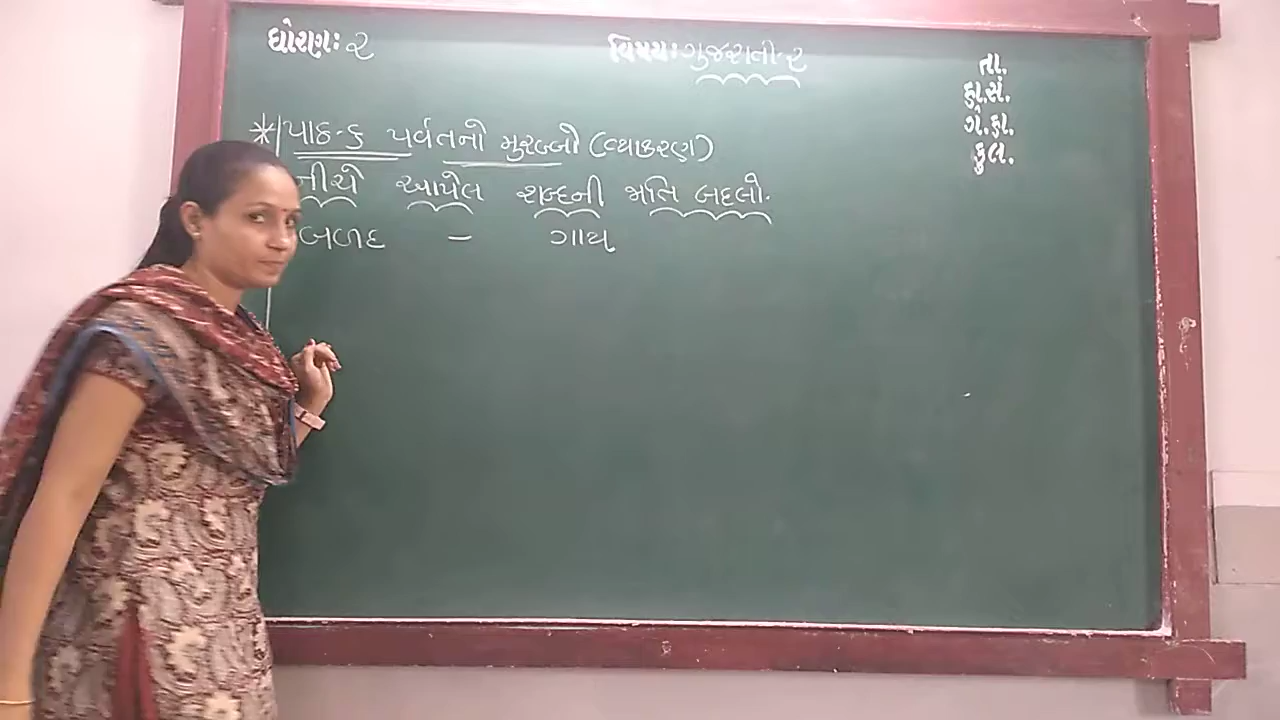 ધોરણ: ૨
વિષય: ગુજરાતી-૨
તા.
હા.સં.
ગે.હા.
કુલ.
* પાઠ-૬ પર્વતનો મુરબ્બો (વ્યાકરણ)
નીચે આપેલ શબ્દની જાતિ બદલો.
બળદ – ગાય